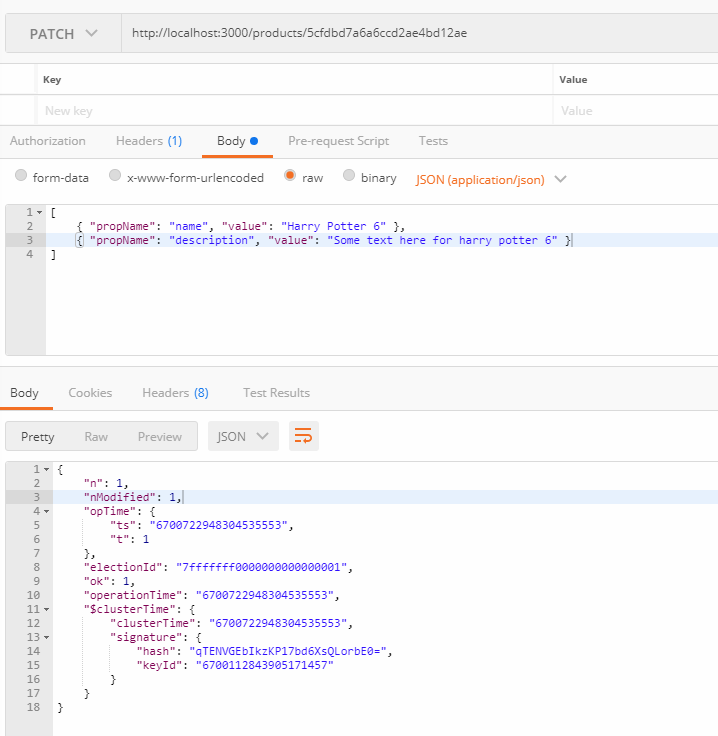 PATCH http://localhost:3000/products/5cfdbd7a6a6ccd2ae4bd12ae
Key Value
New key Value
Authorization Headers (1) Body Pre-request Script Tests
form-data x-www-form-urlencoded raw binary JSON (application/json)
1 [
2 { "propName": "name", "value": "Harry Potter 6" },
3 { "propName": "description", "value": "Some text here for harry potter 6" }
4 ]
Body Cookies Headers (8) Test Results
Pretty Raw Preview JSON
1 {
2 "n": 1,
3 "nModified": 1,
4 "opTime": {
5 "ts": "6700722948304535553",
6 "t": 1
7 },
8 "electionId": "7fffffff0000000000000001",
9 "ok": 1,
10 "operationTime": "6700722948304535553",
11 "$clusterTime": {
12 "clusterTime": "6700722948304535553",
13 "signature": {
14 "hash": "qTENVGEbIkzKP17bd6XsQLorbE0=",
15 "keyId": "6700112843905171457"
16 }
17 }
18 }